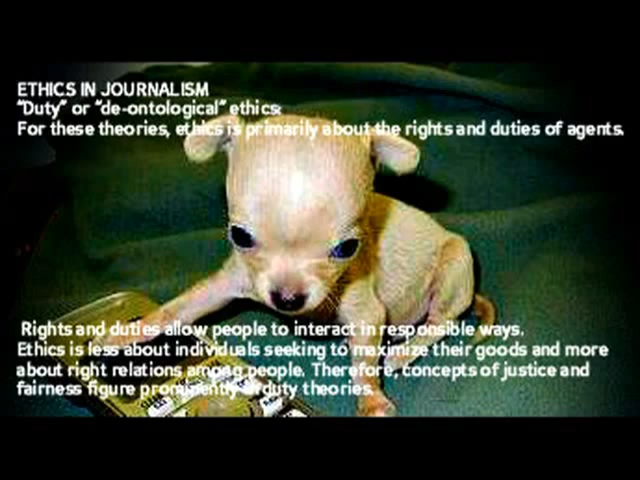 ETHICS IN JOURNALISM
“Duty” or “de-ontological” ethics:
For these theories, ethics is primarily about the rights and duties of agents.
Rights and duties allow people to interact in responsible ways.
Ethics is less about individuals seeking to maximize their goods and more
about right relations among people. Therefore, concepts of justice and
fairness figure prominently in duty theories.